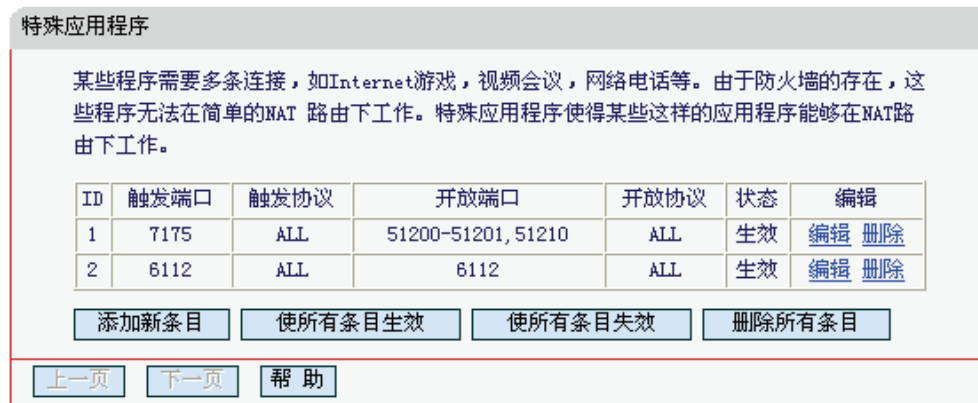 特殊应用程序
某些程序需要多条连接，如Internet游戏，视频会议，网络电话等。由于防火墙的存在，这
些程序无法在简单的NAT 路由下工作。特殊应用程序使得某些这样的应用程序能够在NAT路
由下工作。
ID 触发端口 触发协议 开放端口 开放协议 状态 编辑
1 7175 ALL 51200-51201,51210 ALL 生效 编辑 删除
2 6112 ALL 6112 ALL 生效 编辑 删除
添加新条目 使所有条目生效 使所有条目失效 删除所有条目
上一页 下一页 帮 助